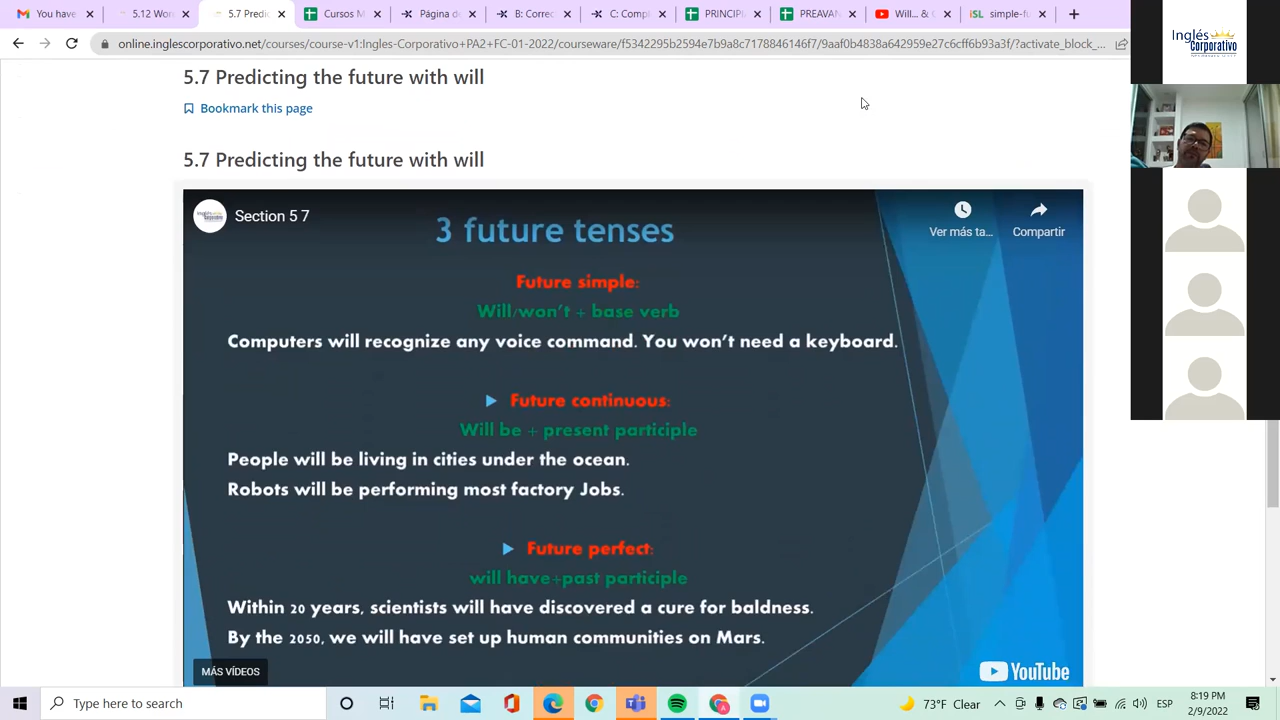 You have
5.12 Wor
5.7 Predic
Cursos M
Página
B: Correc
C: Compl
PRINCIP
PREAVAN
Will... & G
iSL simple-fu
online.inglescorporativo.net/courses/course-v1:Ingles-Corporativo+PA2+FC-01-2022/courseware/f5342295b2594e7b9a8c7178846146f7/9aaf0b4838a642959e27c6cff6b93a3f/?activate_block_...
Inglés
Corporativo
5.7 Predicting the future with will
Bookmark this page
5.7 Predicting the future with will
Section 5 7
Ver más ta...
Compartir
3 future tenses
Future simple:
Will/won't + base verb
Computers will recognize any voice command. You won't need a keyboard.
Future continuous:
Will be + present participle
People will be living in cities under the ocean.
Robots will be performing most factory Jobs.
Future perfect:
will have+past participle
Within 20 years, scientists will have discovered a cure for baldness.
By the 2050, we will have set up human communities on Mars.
MÁS VÍDEOS
YouTube
Type here to search
73°F Clear
ESP
8:19 PM
2/9/2022